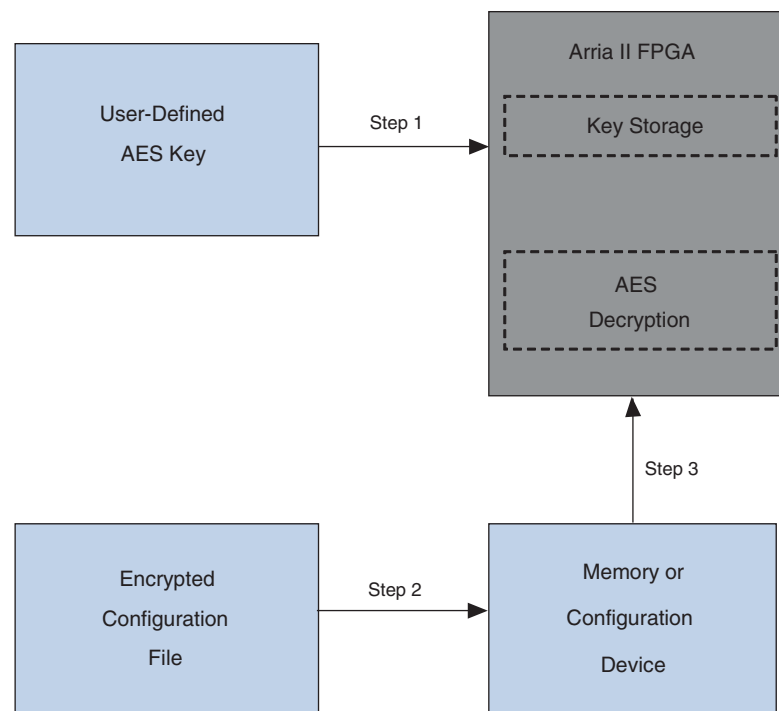 User-Defined
AES Key
Step 1
Arria II FPGA
Key Storage
AES
Decryption
Step 3
Encrypted
Configuration
File
Step 2
Memory or
Configuration
Device